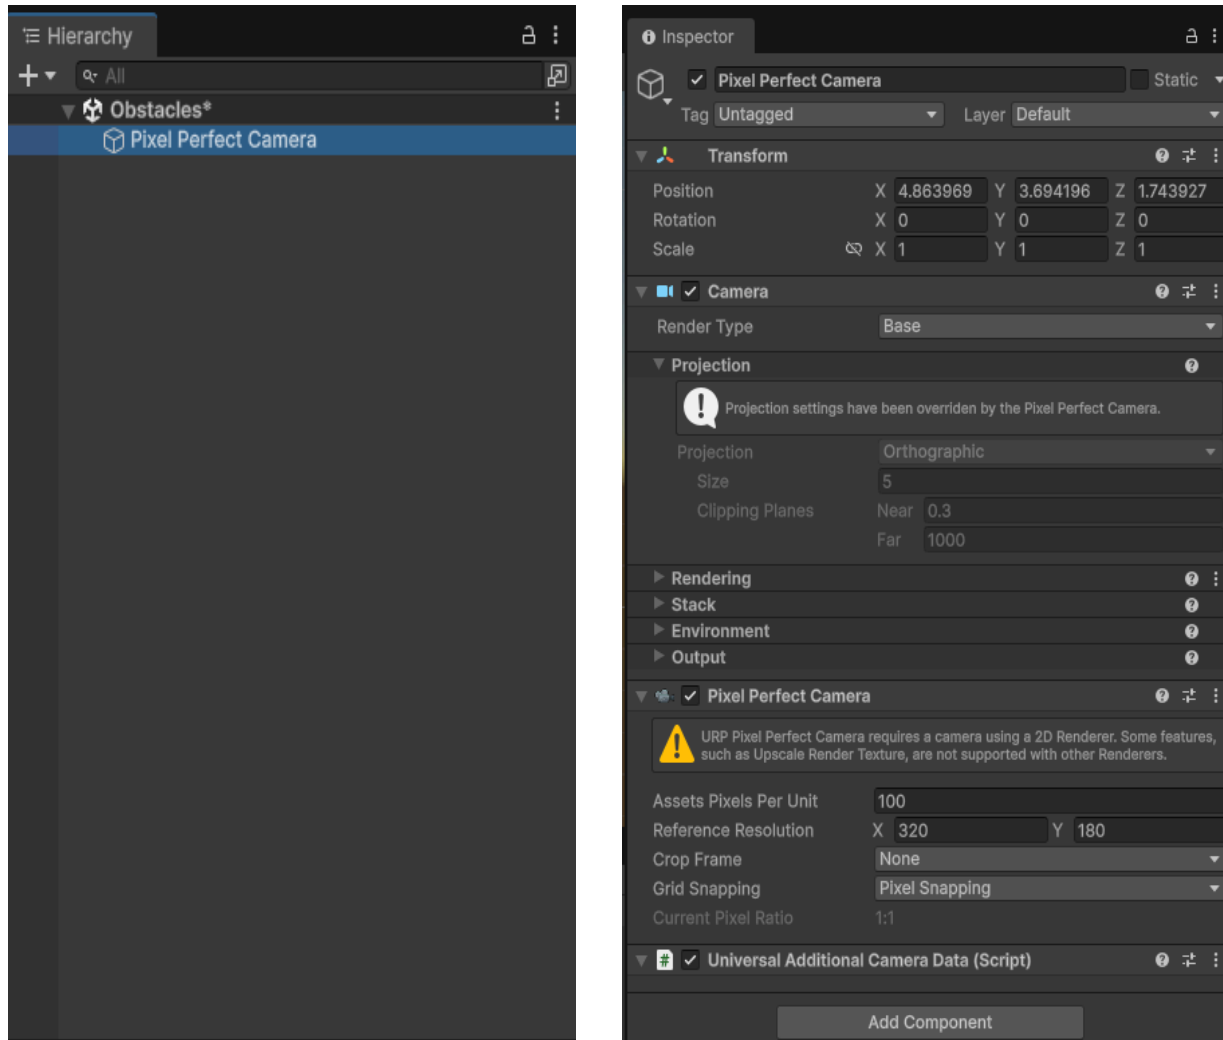 Hierarchy
All
Obstacles*
Pixel Perfect Camera
Inspector
Pixel Perfect Camera Static
Tag Untagged Layer Default
Transform
Position X 4.863969 Y 3.694196 Z 1.743927
Rotation X 0 Y 0 Z 0
Scale X 1 Y 1 Z 1
Camera
Render Type Base
Projection
Projection settings have been overriden by the Pixel Perfect Camera.
Projection Orthographic
Size 5
Clipping Planes Near 0.3
Far 1000
Rendering
Stack
Environment
Output
Pixel Perfect Camera
URP Pixel Perfect Camera requires a camera using a 2D Renderer. Some features,
such as Upscale Render Texture, are not supported with other Renderers.
Assets Pixels Per Unit 100
Reference Resolution X 320 Y 180
Crop Frame None
Grid Snapping Pixel Snapping
Current Pixel Ratio 1:1
# Universal Additional Camera Data (Script)
Add Component